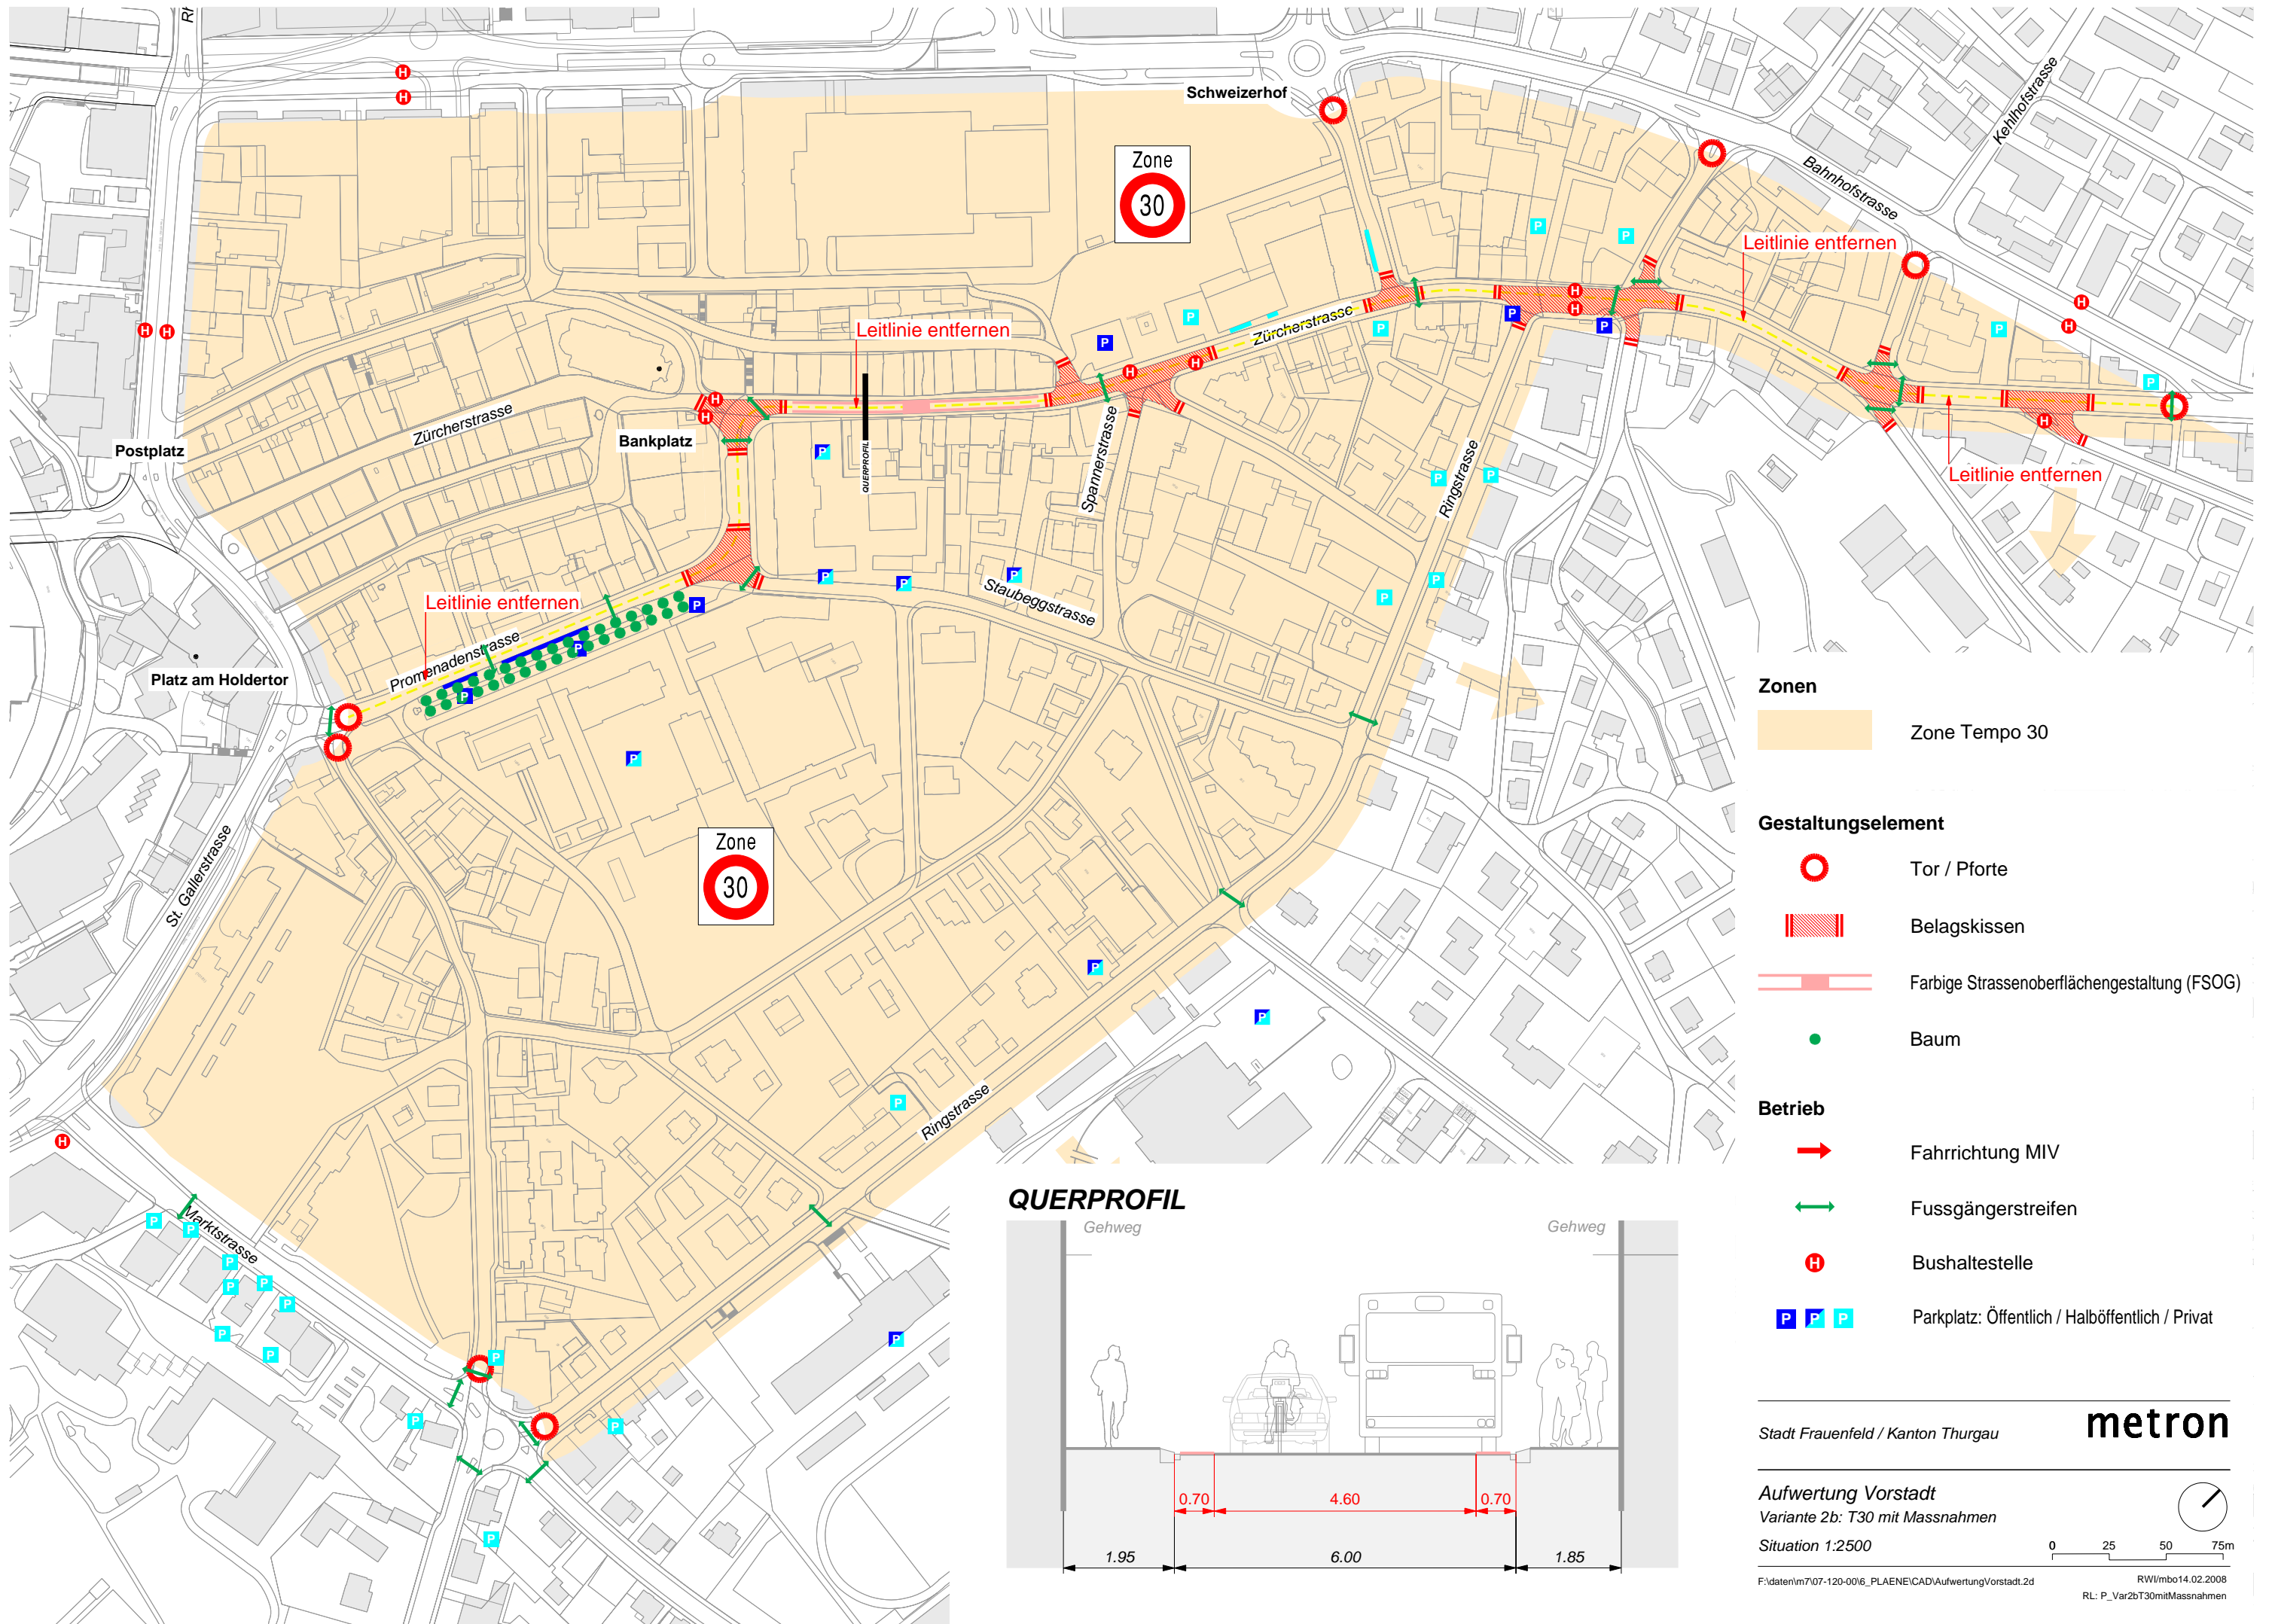 Rh
Schweizerhof
Kehlhofstrasse
Bahnhofstrasse
Zone
30
Leitlinie entfernen
Leitlinie entfernen
Zürcherstrasse
Zürcherstrasse
Postplatz
Bankplatz
QUERPROFIL
Spannerstrasse
Ringstrasse
Leitlinie entfernen
Staubeggstrasse
Leitlinie entfernen
Promenadenstrasse
Platz am Holdertor
Zone
30
St. Gallerstrasse
Ringstrasse
Marktstrasse
Zonen
Zone Tempo 30
Gestaltungselement
Tor / Pforte
Belagskissen
Farbige Strassenoberflächengestaltung (FSOG)
Baum
Betrieb
Fahrrichtung MIV
Fussgängerstreifen
H Bushaltestelle
P P P Parkplatz: Öffentlich / Halböffentlich / Privat
QUERPROFIL
Gehweg Gehweg
0.70 4.60 0.70
1.95 6.00 1.85
Stadt Frauenfeld / Kanton Thurgau metron
Aufwertung Vorstadt
Variante 2b: T30 mit Massnahmen
Situation 1:2500 0 25 50 75m
F:\daten\m7\07-120-00\6_PLAENE\CAD\AufwertungVorstadt.2d RWI/mbo14.02.2008
RL: P_Var2bT30mitMassnahmen